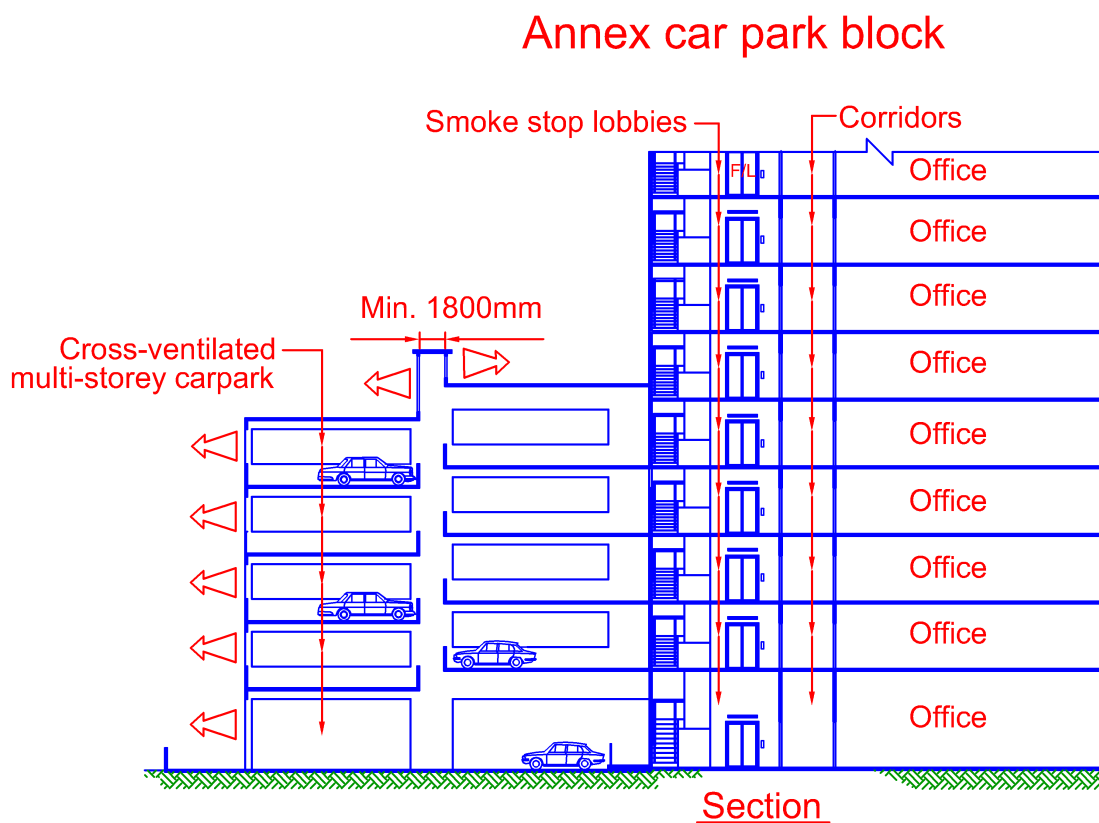 Annex car park block
Smoke stop lobbies
Corridors
F/L
Office
Office
Office
Min. 1800mm
Cross-ventilated
multi-storey carpark
Office
Office
Office
Office
Office
Office
Section